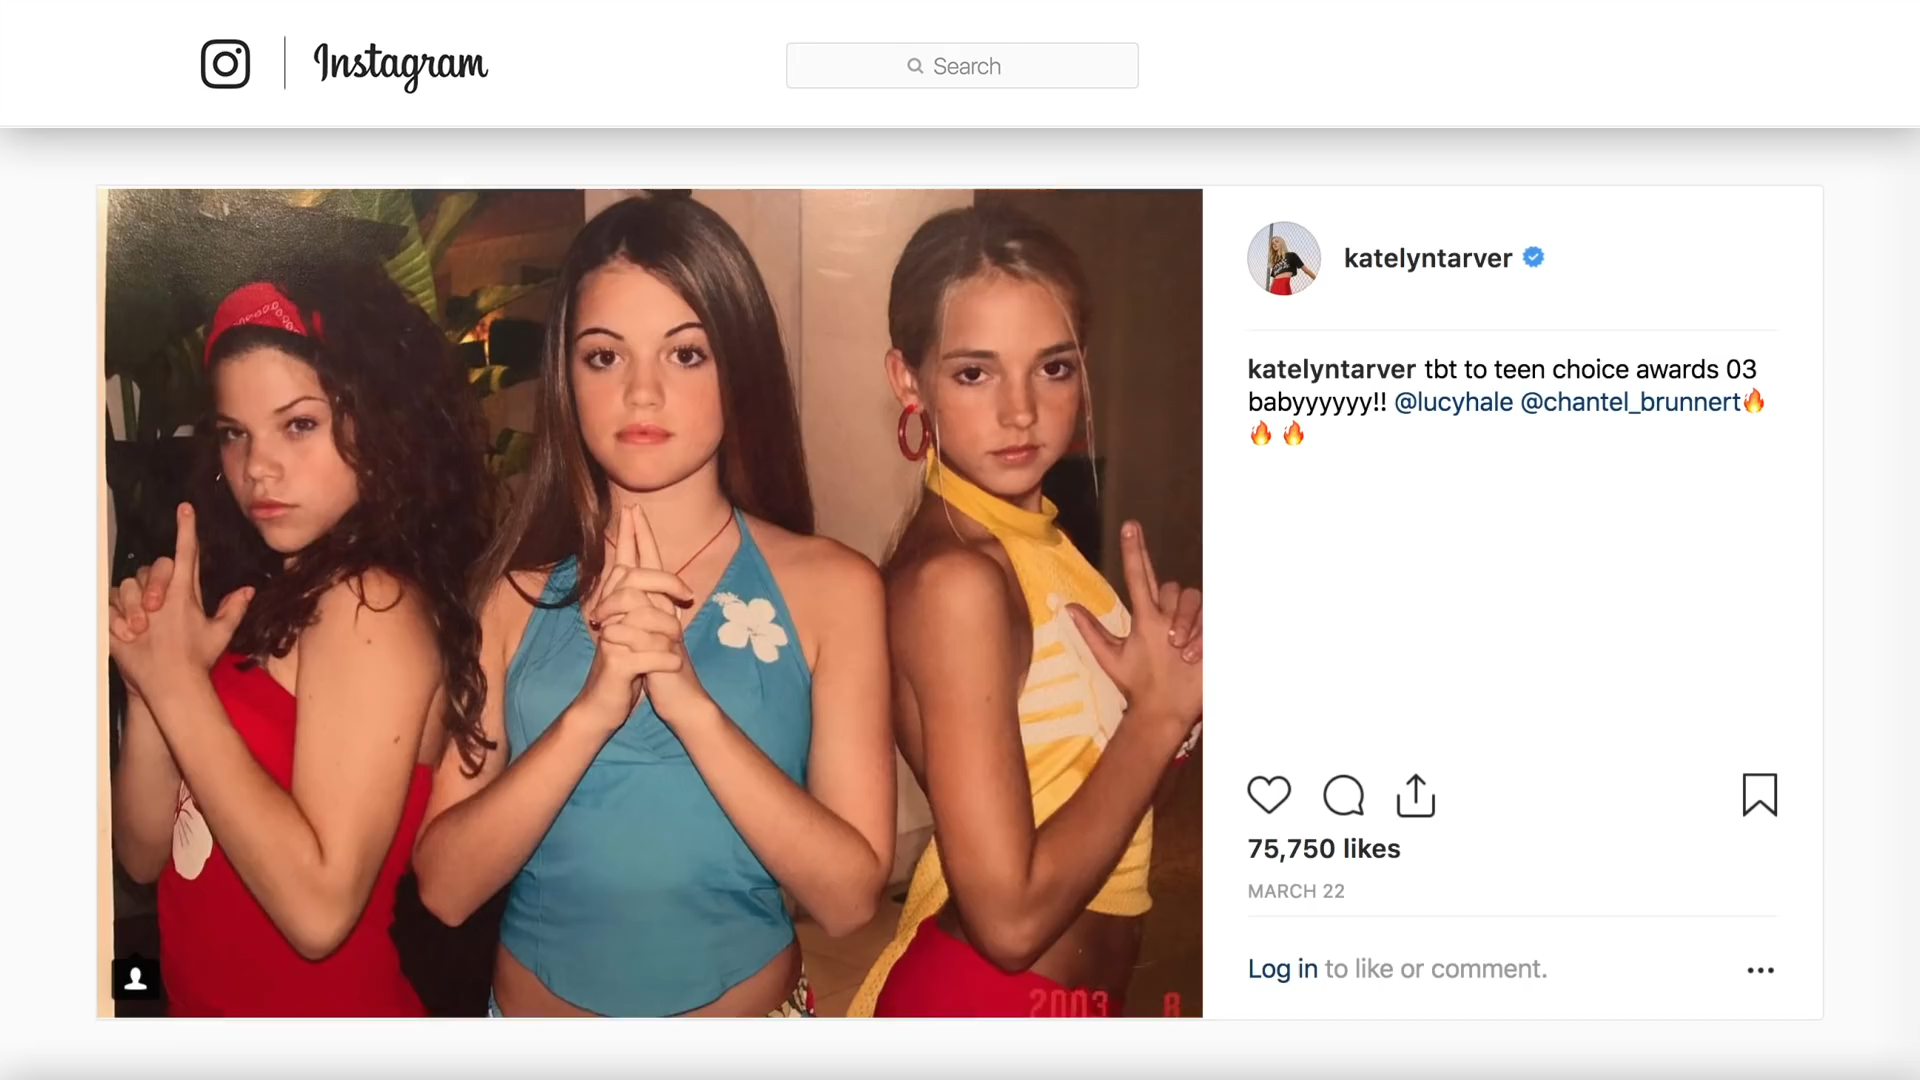 Instagram
Search
katelyntarver
katelyntarver tbt to teen choice awards 03
babyyyyyy!! @lucyhale @chantel_brunnert🔥
🔥 🔥
75,750 likes
MARCH 22
Log in to like or comment.
2003 8